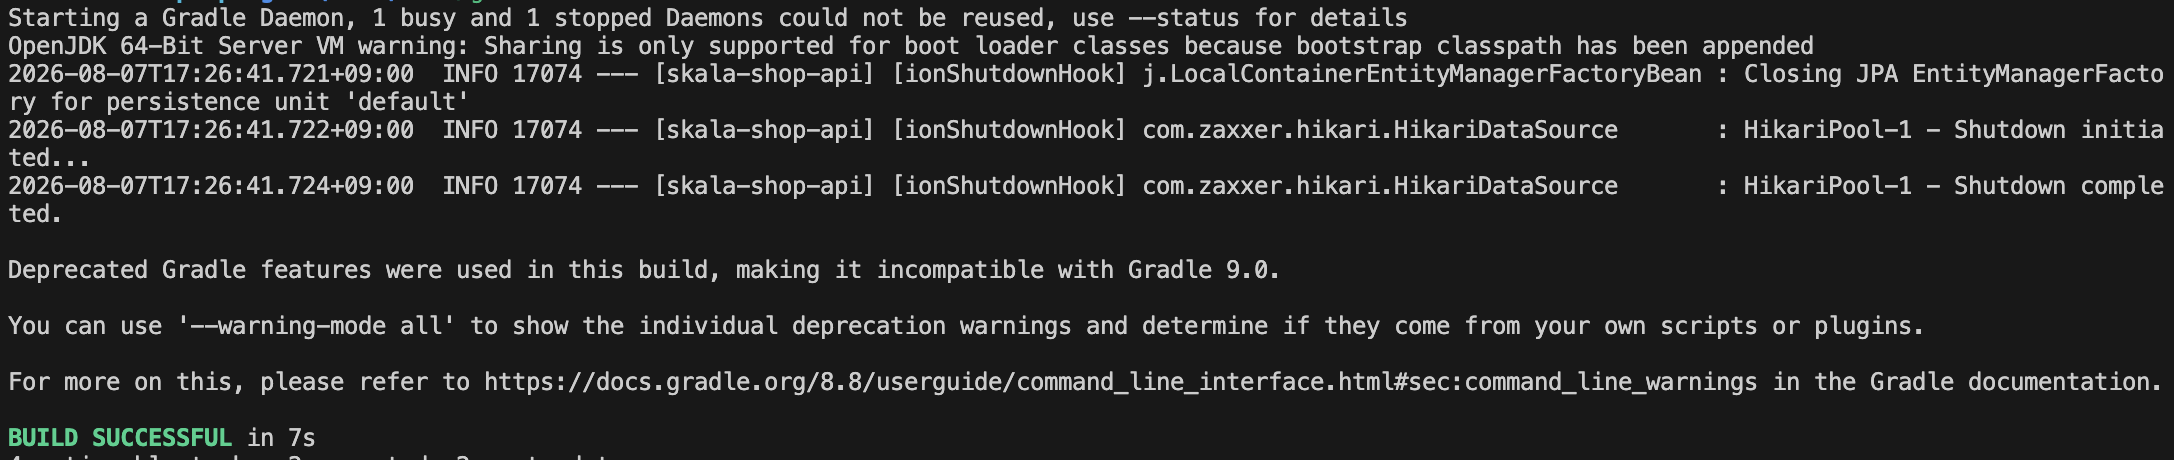 Starting a Gradle Daemon, 1 busy and 1 stopped Daemons could not be reused, use --status for details
OpenJDK 64-Bit Server VM warning: Sharing is only supported for boot loader classes because bootstrap classpath has been appended
2026-08-07T17:26:41.721+09:00  INFO 17074 --- [skala-shop-api] [ionShutdownHook] j.LocalContainerEntityManagerFactoryBean : Closing JPA EntityManagerFacto
ry for persistence unit 'default'
2026-08-07T17:26:41.722+09:00  INFO 17074 --- [skala-shop-api] [ionShutdownHook] com.zaxxer.hikari.HikariDataSource       : HikariPool-1 - Shutdown initia
ted...
2026-08-07T17:26:41.724+09:00  INFO 17074 --- [skala-shop-api] [ionShutdownHook] com.zaxxer.hikari.HikariDataSource       : HikariPool-1 - Shutdown comple
ted.
Deprecated Gradle features were used in this build, making it incompatible with Gradle 9.0.
You can use '--warning-mode all' to show the individual deprecation warnings and determine if they come from your own scripts or plugins.
For more on this, please refer to https://docs.gradle.org/8.8/userguide/command_line_interface.html#sec:command_line_warnings in the Gradle documentation.
BUILD SUCCESSFUL in 7s